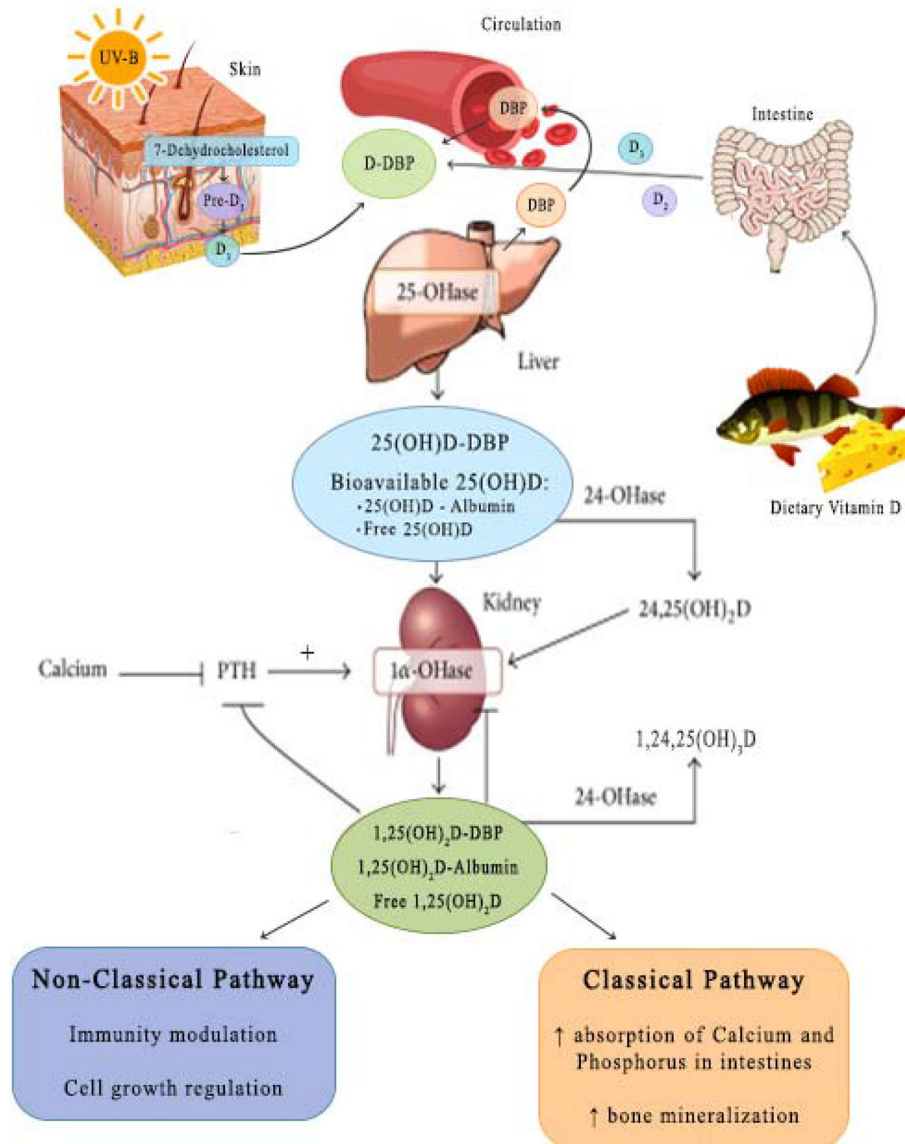 Circulation
UV-B
Skin
DBP
Intestine
7-Dehydrocholesterol
D-DBP
D₃
Pre-D₃
DBP
D₂
D₃
25-OHase
Liver
25(OH)D-DBP
Bioavailable 25(OH)D:
•25(OH)D - Albumin
•Free 25(OH)D
24-OHase
Dietary Vitamin D
Kidney
24,25(OH)₂D
Calcium
PTH
+
1α-OHase
1,24,25(OH)₃D
24-OHase
1,25(OH)₂D-DBP
1,25(OH)₂D-Albumin
Free 1,25(OH)₂D
Non-Classical Pathway
Immunity modulation
Cell growth regulation
Classical Pathway
↑ absorption of Calcium and
Phosphorus in intestines
↑ bone mineralization